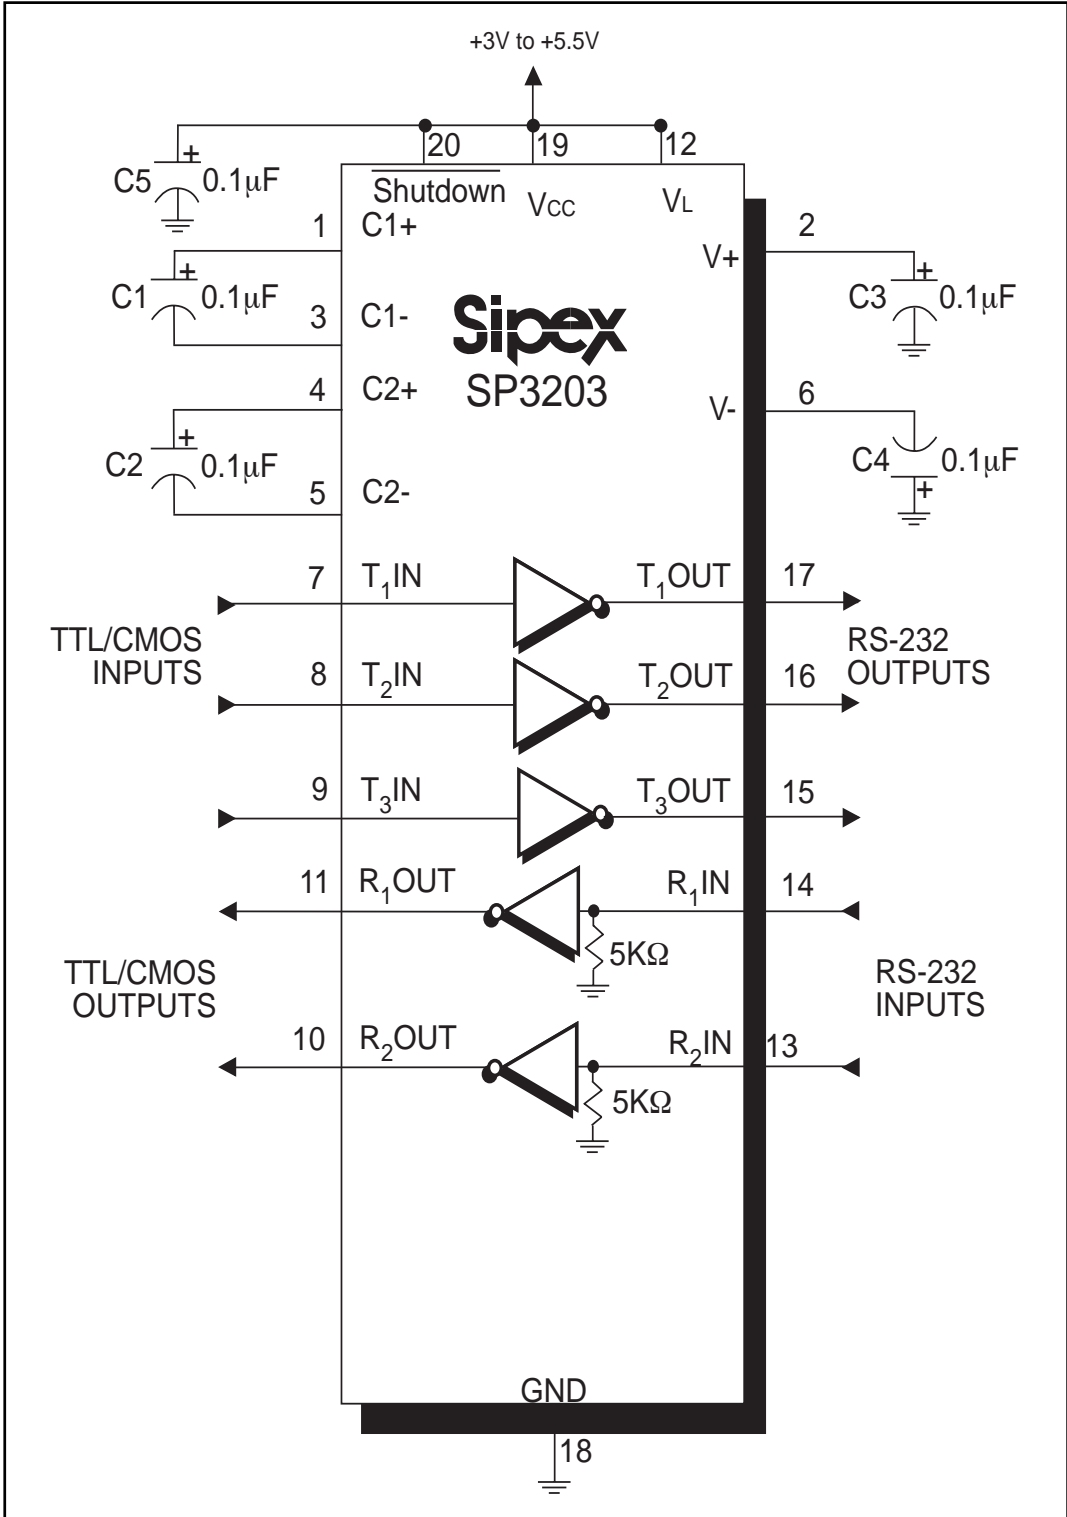 +3V to +5.5V
20
19
12
C5
+
0.1µF
Shutdown
VCC
VL
1
C1+
2
V+
C1
+
0.1µF
C3
+
0.1µF
3
C1-
Sipex
SP3203
4
C2+
6
V-
C2
+
0.1µF
C4
0.1µF
+
5
C2-
7
T1IN
T1OUT
17
TTL/CMOS
INPUTS
RS-232
OUTPUTS
8
T2IN
T2OUT
16
9
T3IN
T3OUT
15
11
R1OUT
R1IN
14
5KΩ
TTL/CMOS
OUTPUTS
RS-232
INPUTS
10
R2OUT
R2IN
13
5KΩ
GND
18